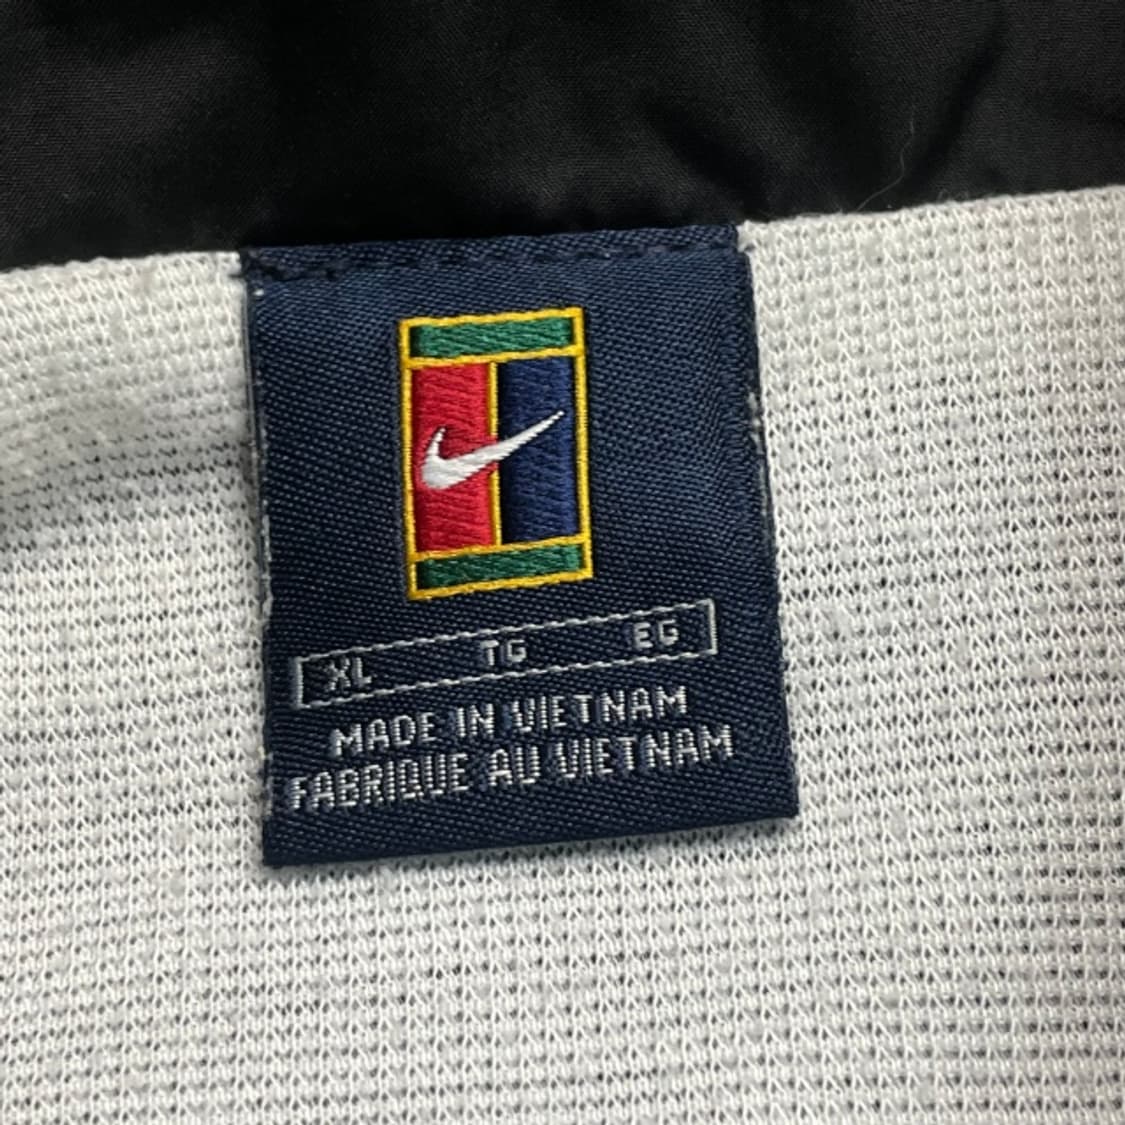 XL TG EG
MADE IN VIETNAM
FABRIQUE AU VIETNAM